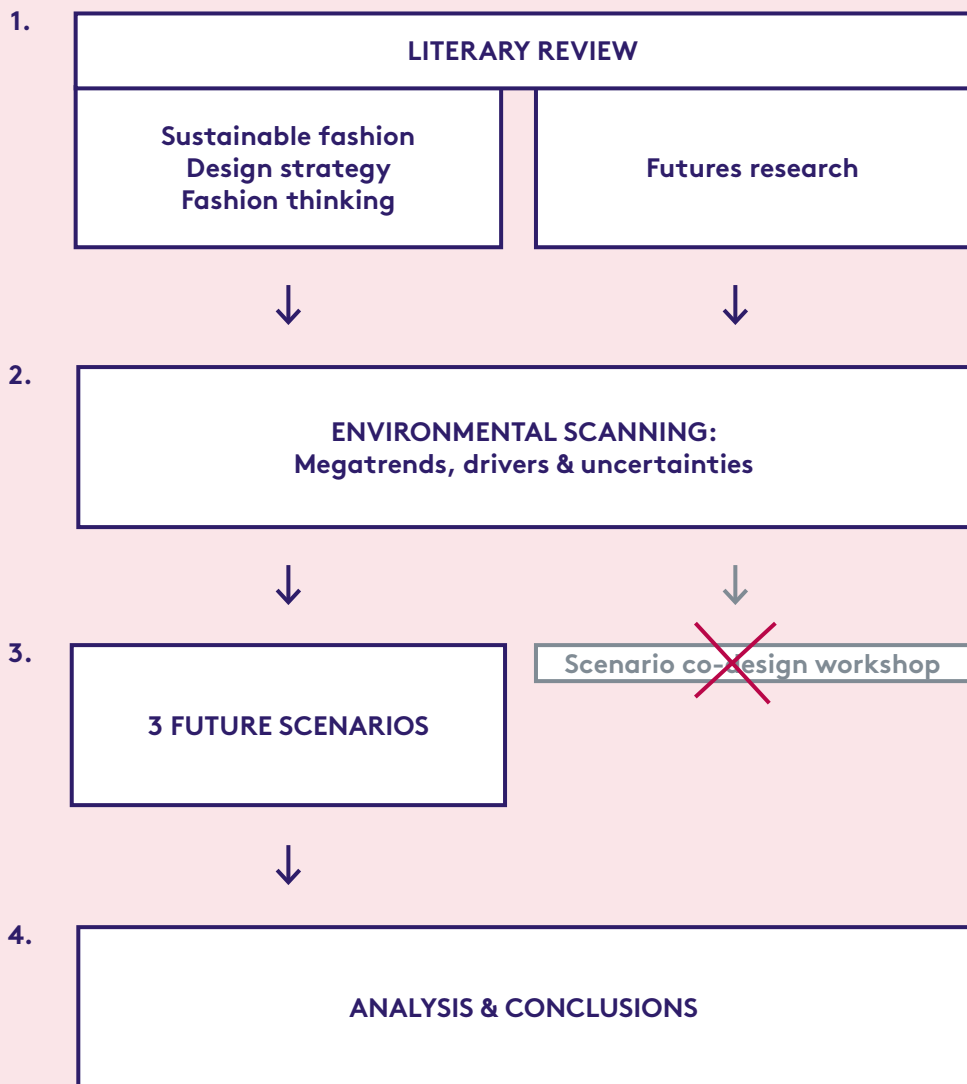 1.
LITERARY REVIEW
Sustainable fashion
Design strategy
Fashion thinking
Futures research
2.
ENVIRONMENTAL SCANNING:
Megatrends, drivers & uncertainties
3.
3 FUTURE SCENARIOS
Scenario co-design workshop
4.
ANALYSIS & CONCLUSIONS